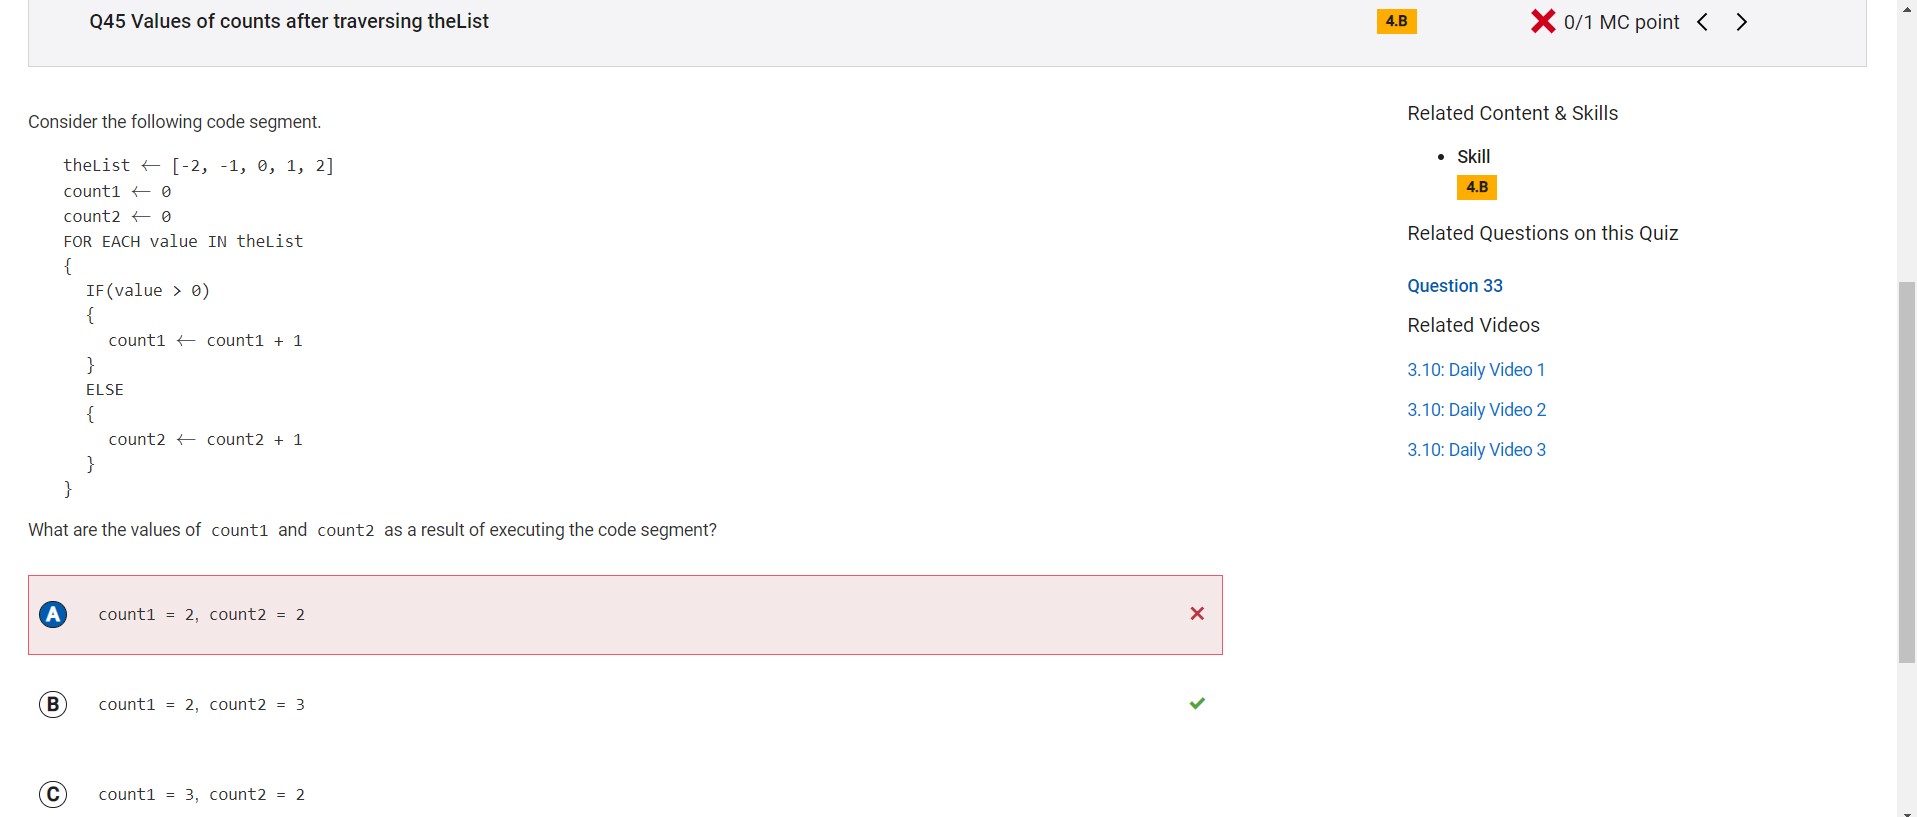 Q45 Values of counts after traversing theList
4.B
0/1 MC point
Consider the following code segment.
theList ← [-2, -1, 0, 1, 2]
count1 ← 0
count2 ← 0
FOR EACH value IN theList
{
IF(value > 0)
{
count1 ← count1 + 1
}
ELSE
{
count2 ← count2 + 1
}
}
What are the values of count1 and count2 as a result of executing the code segment?
A count1 = 2, count2 = 2
B count1 = 2, count2 = 3
C count1 = 3, count2 = 2
Related Content & Skills
• Skill
4.B
Related Questions on this Quiz
Question 33
Related Videos
3.10: Daily Video 1
3.10: Daily Video 2
3.10: Daily Video 3